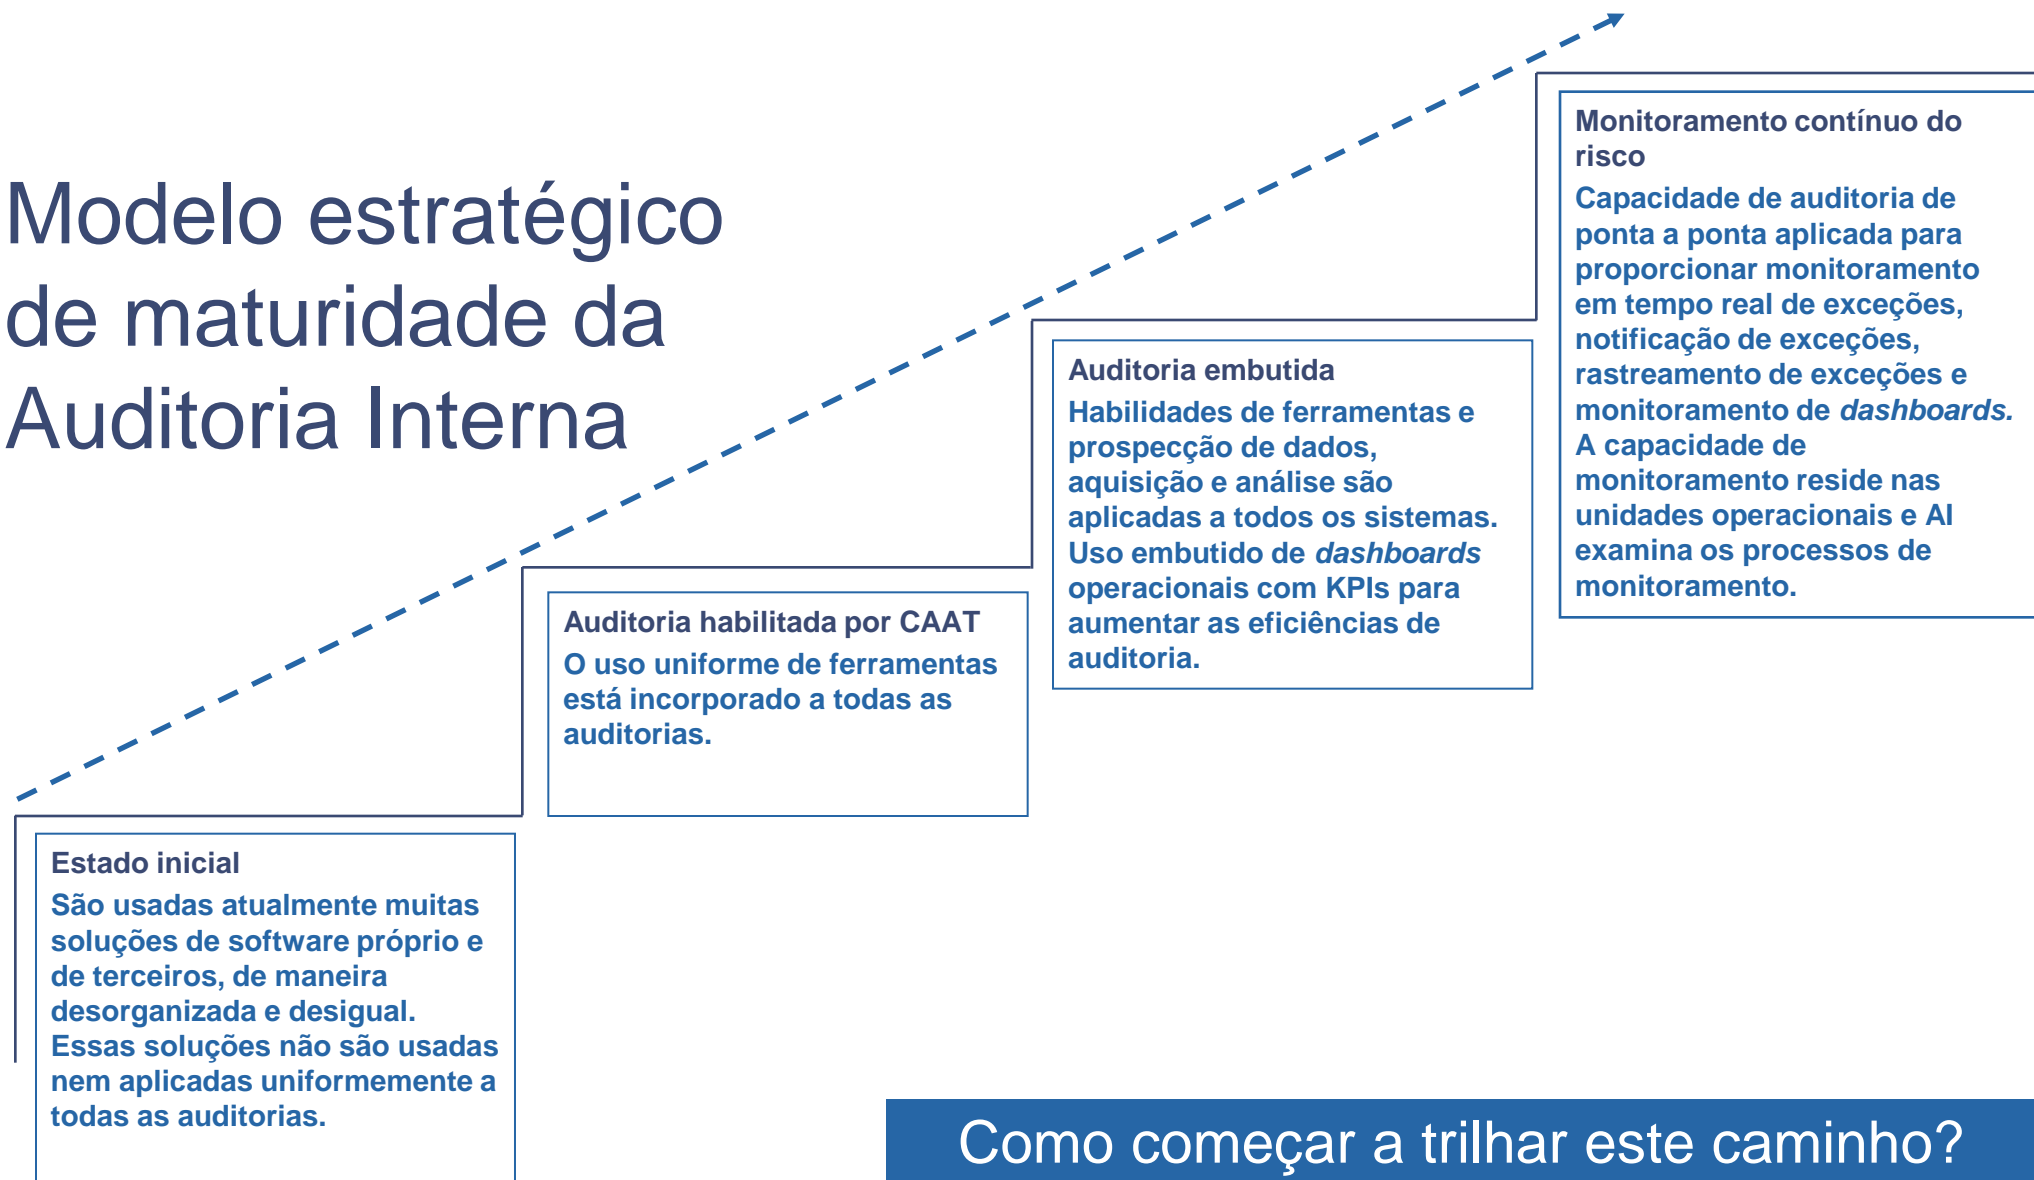 Modelo estratégico
de maturidade da
Auditoria Interna
Estado inicial
São usadas atualmente muitas
soluções de software próprio e
de terceiros, de maneira
desorganizada e desigual.
Essas soluções não são usadas
nem aplicadas uniformemente a
todas as auditorias.
Auditoria habilitada por CAAT
O uso uniforme de ferramentas
está incorporado a todas as
auditorias.
Auditoria embutida
Habilidades de ferramentas e
prospecção de dados,
aquisição e análise são
aplicadas a todos os sistemas.
Uso embutido de dashboards
operacionais com KPIs para
aumentar as eficiências de
auditoria.
Monitoramento contínuo do
risco
Capacidade de auditoria de
ponta a ponta aplicada para
proporcionar monitoramento
em tempo real de exceções,
notificação de exceções,
rastreamento de exceções e
monitoramento de dashboards.
A capacidade de
monitoramento reside nas
unidades operacionais e AI
examina os processos de
monitoramento.
Como começar a trilhar este caminho?